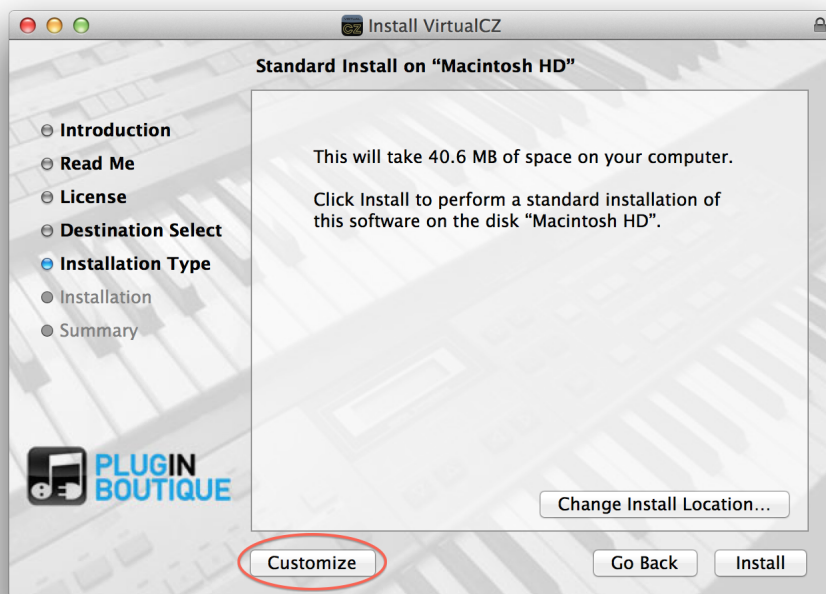 CZ Install VirtualCZ
Standard Install on “Macintosh HD”
Introduction
Read Me
License
Destination Select
Installation Type
Installation
Summary
This will take 40.6 MB of space on your computer.
Click Install to perform a standard installation of
this software on the disk “Macintosh HD”.
PLUGIN
BOUTIQUE
Change Install Location...
Customize
Go Back
Install